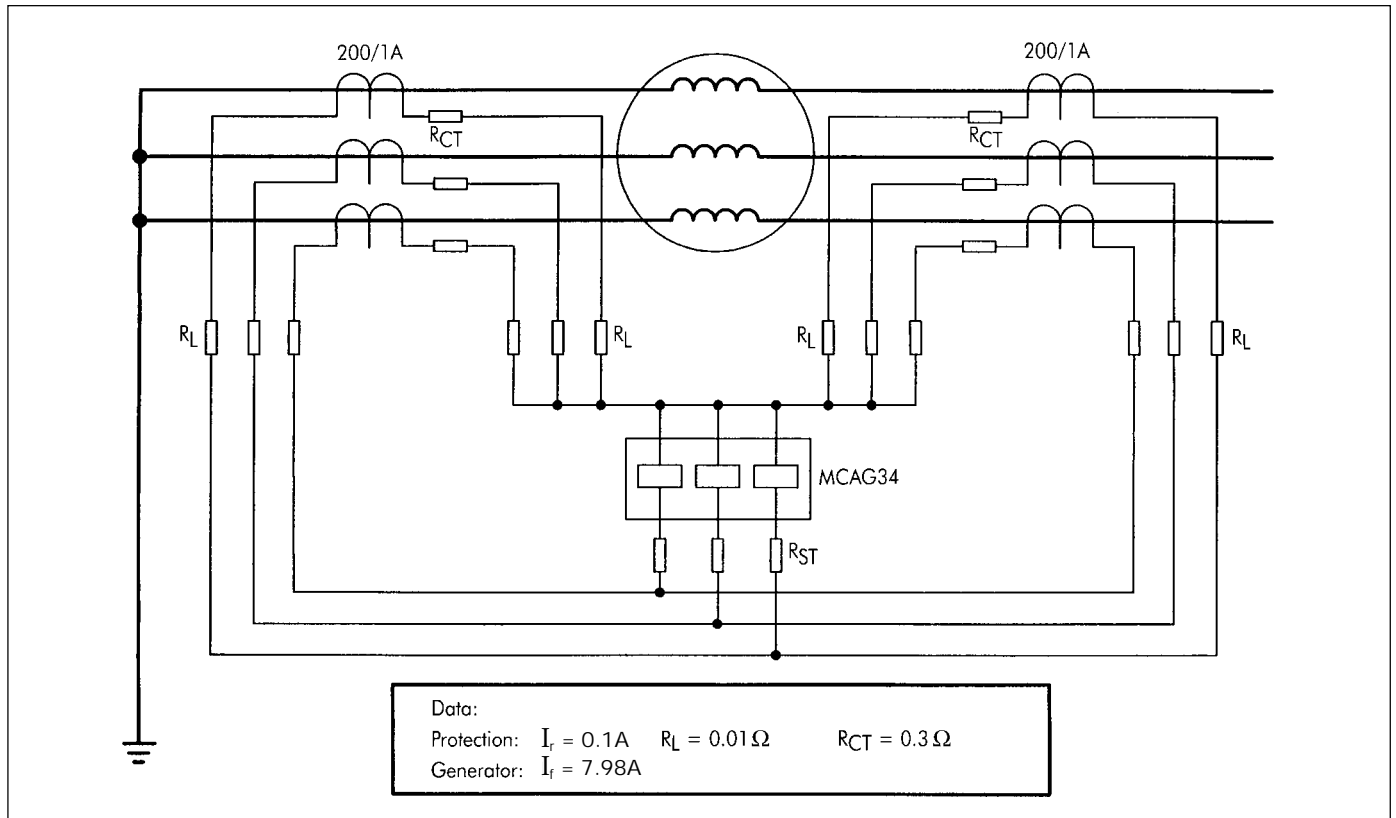 200/1A
200/1A
RCT
RCT
RL
RL
RL
RL
MCAG34
RST
Data:
Protection: Ir = 0.1A RL = 0.01Ω RCT = 0.3Ω
Generator: If = 7.98A